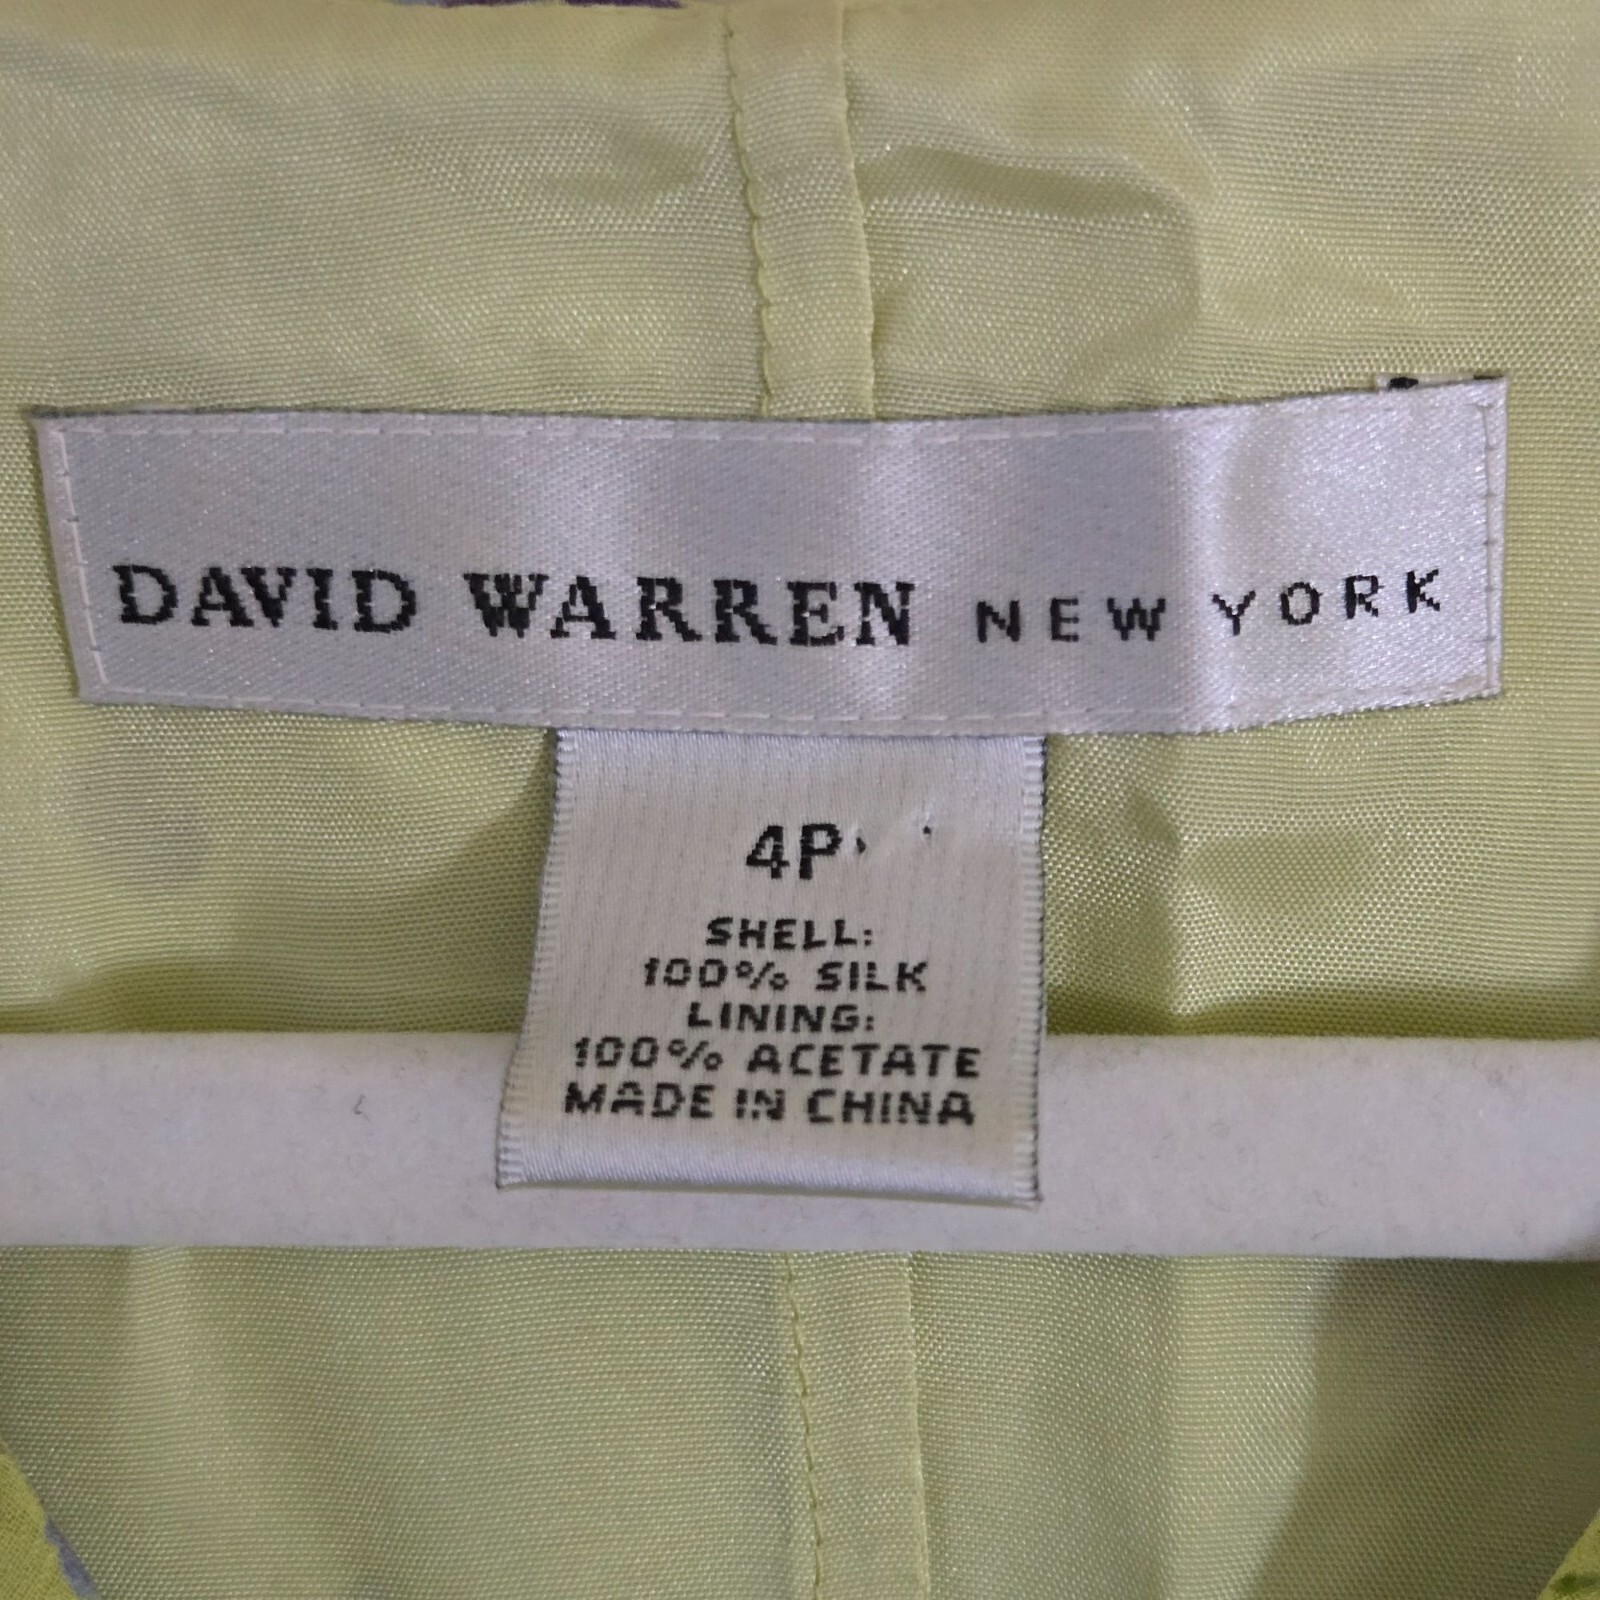 DAVID WARREN NEW YORK
4P
SHELL:
100% SILK
LINING:
100% ACETATE
MADE IN CHINA